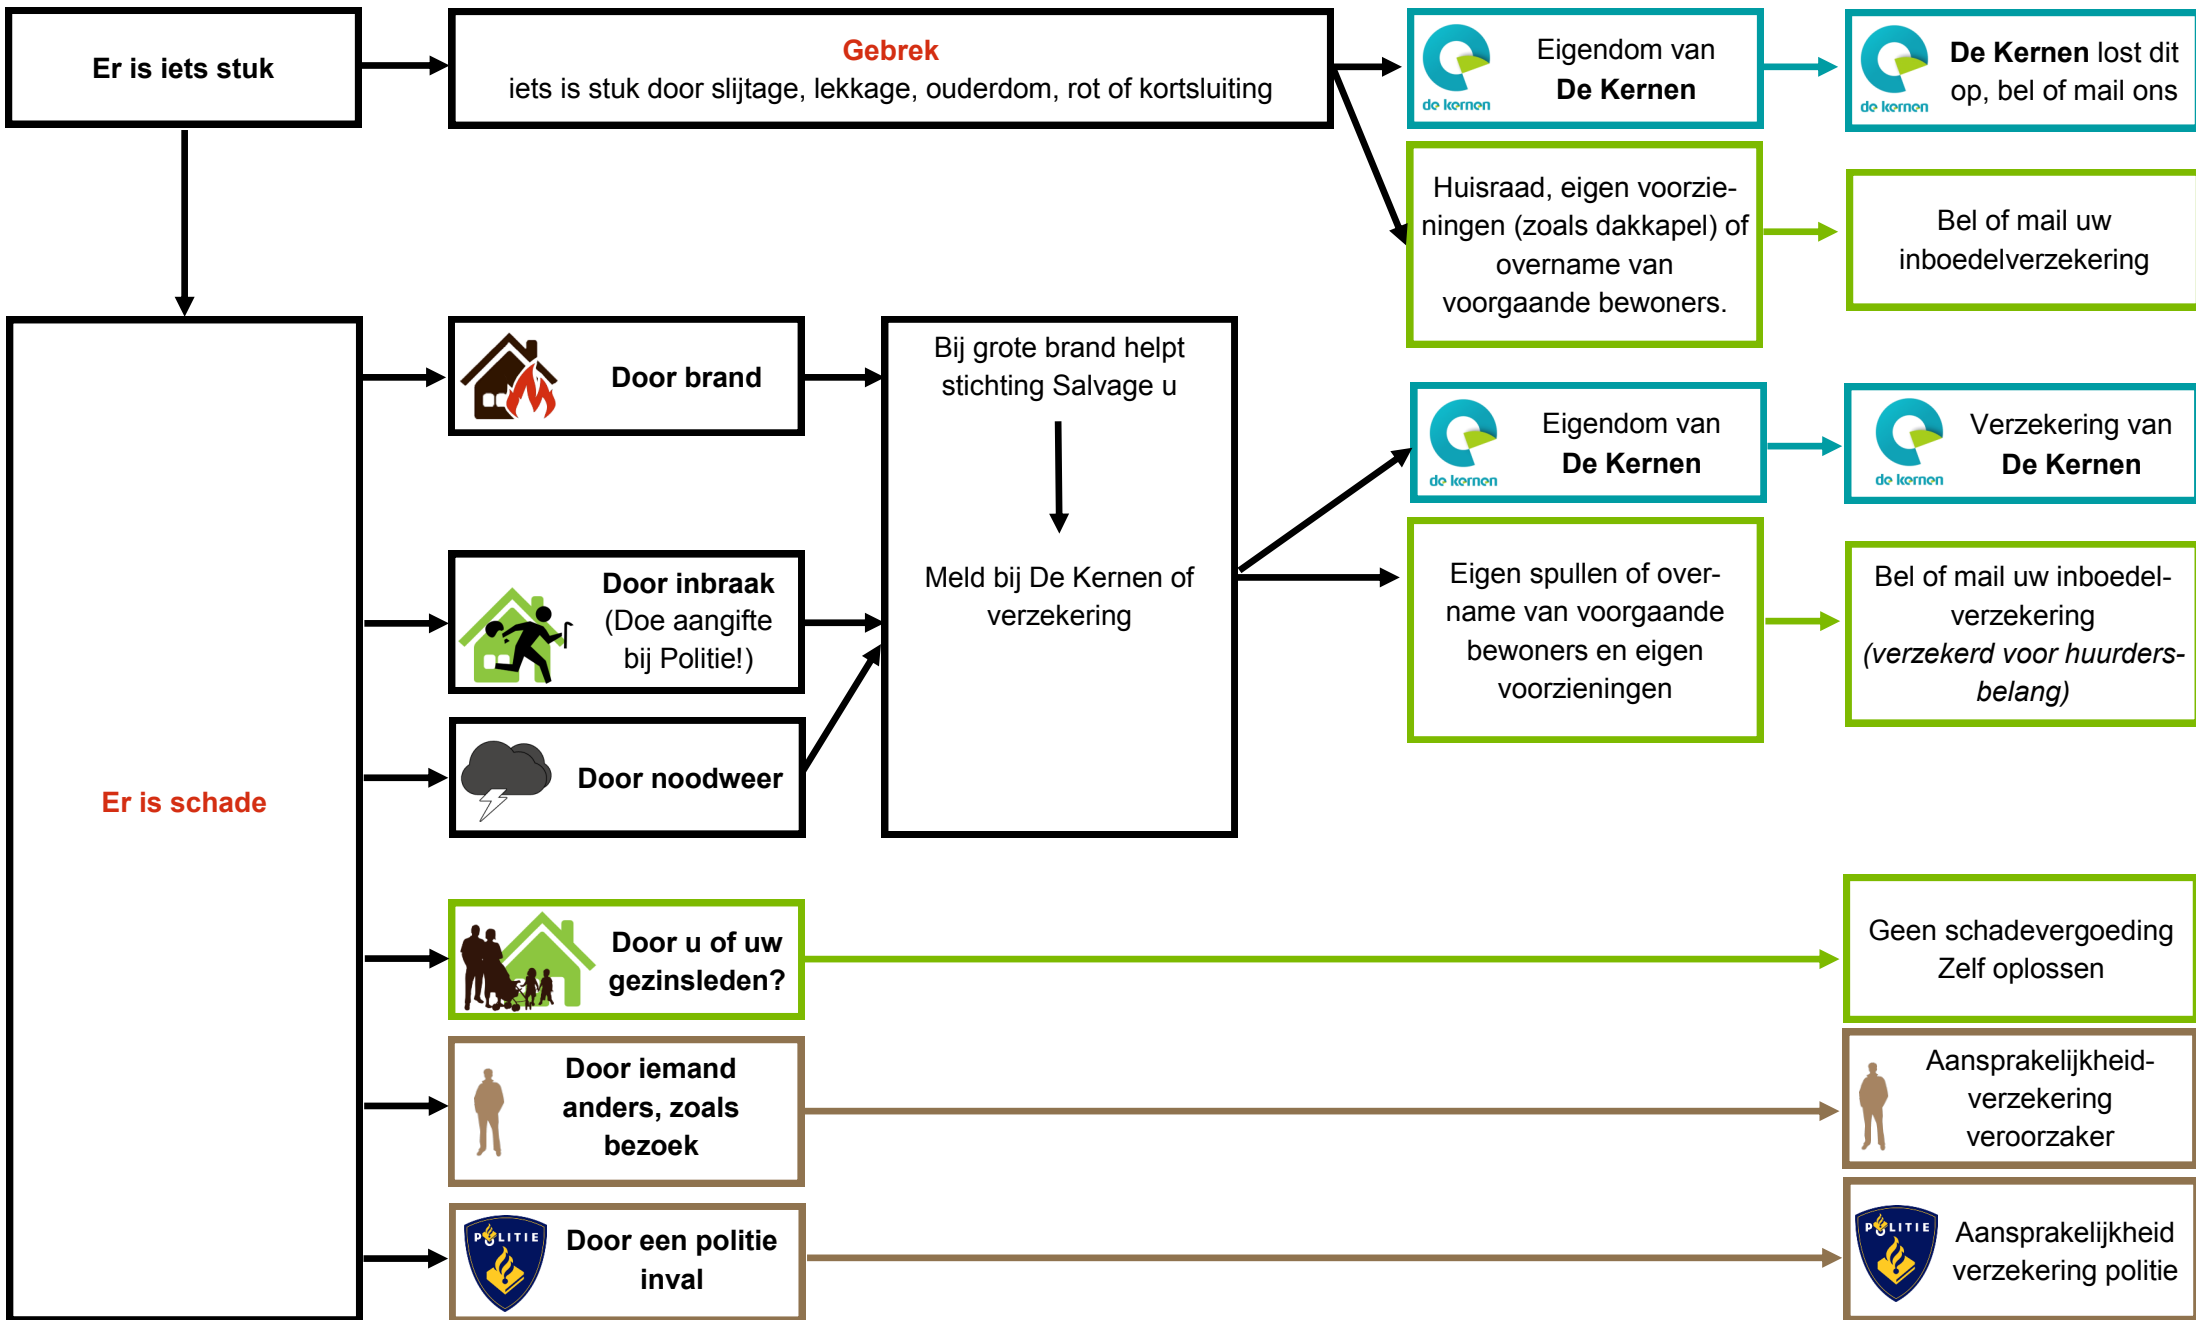 Er is iets stuk
Gebrek
iets is stuk door slijtage, lekkage, ouderdom, rot of kortsluiting
de kernen
Eigendom van
De Kernen
de kernen
De Kernen lost dit
op, bel of mail ons
Huisraad, eigen voorzie-
ningen (zoals dakkapel) of
overname van
voorgaande bewoners.
Bel of mail uw
inboedelverzekering
Er is schade
Door brand
Bij grote brand helpt
stichting Salvage u
Meld bij De Kernen of
verzekering
de kernen
Eigendom van
De Kernen
de kernen
Verzekering van
De Kernen
Door inbraak
(Doe aangifte
bij Politie!)
Eigen spullen of over-
name van voorgaande
bewoners en eigen
voorzieningen
Bel of mail uw inboedel-
verzekering
(verzekerd voor huurders-
belang)
Door noodweer
Door u of uw
gezinsleden?
Geen schadevergoeding
Zelf oplossen
Door iemand
anders, zoals
bezoek
Aansprakelijkheid-
verzekering
veroorzaker
POLITIE
Door een politie
inval
POLITIE
Aansprakelijkheid
verzekering politie